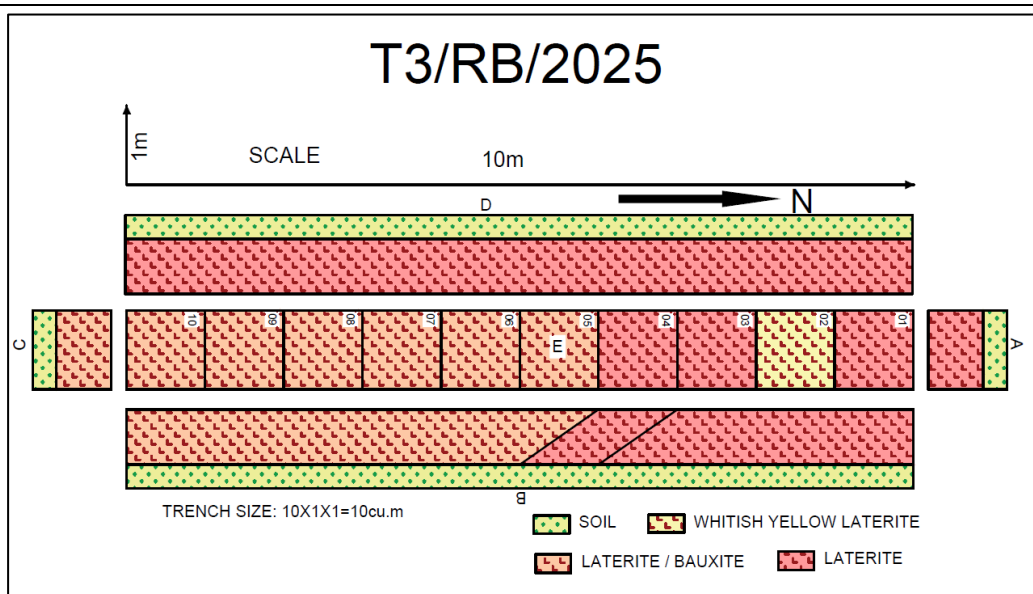 T3/RB/2025
1m
SCALE
10m
N
D
C
10
09
08
07
06
05
04
03
02
01
E
A
B
TRENCH SIZE: 10X1X1=10cu.m
SOIL
WHITISH YELLOW LATERITE
LATERITE / BAUXITE
LATERITE